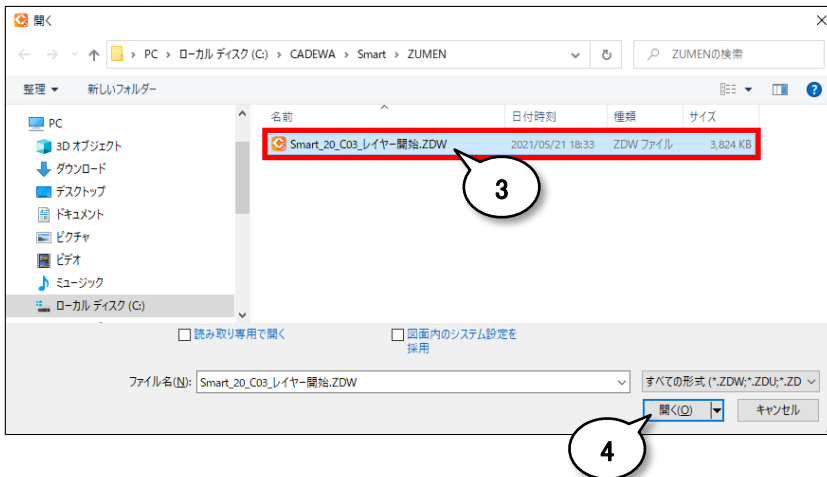 開く
PC › ローカル ディスク (C:) › CADEWA › Smart › ZUMEN
ZUMENの検索
整理 新しいフォルダー
名前 日付時刻 種類 サイズ
PC
3D オブジェクト
ダウンロード
デスクトップ
ドキュメント
ピクチャ
ビデオ
ミュージック
ローカル ディスク (C:)
Smart_20_C03_レイヤー開始.ZDW 2021/05/21 18:33 ZDW ファイル 3,824 KB
3
読み取り専用で開く
図面内のシステム設定を
採用
ファイル名(N): Smart_20_C03_レイヤー開始.ZDW
すべての形式 (*.ZDW;*.ZDU;*.ZD
開く(O) キャンセル
4